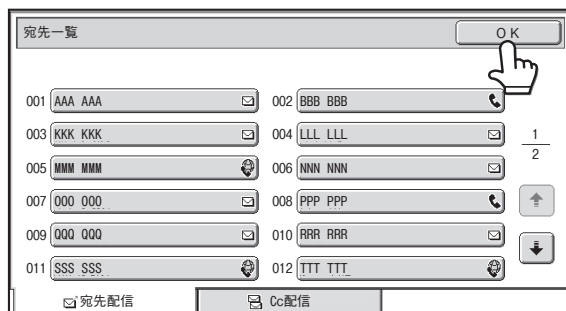 宛先一覧 OK
001 AAA AAA 002 BBB BBB
003 KKK KKK 004 LLL LLL 1
005 MMM MMM 006 NNN NNN 2
007 OOO OOO 008 PPP PPP
009 QQQ QQQ 010 RRR RRR
011 SSS SSS 012 TTT TTT
宛先配信 Cc配信